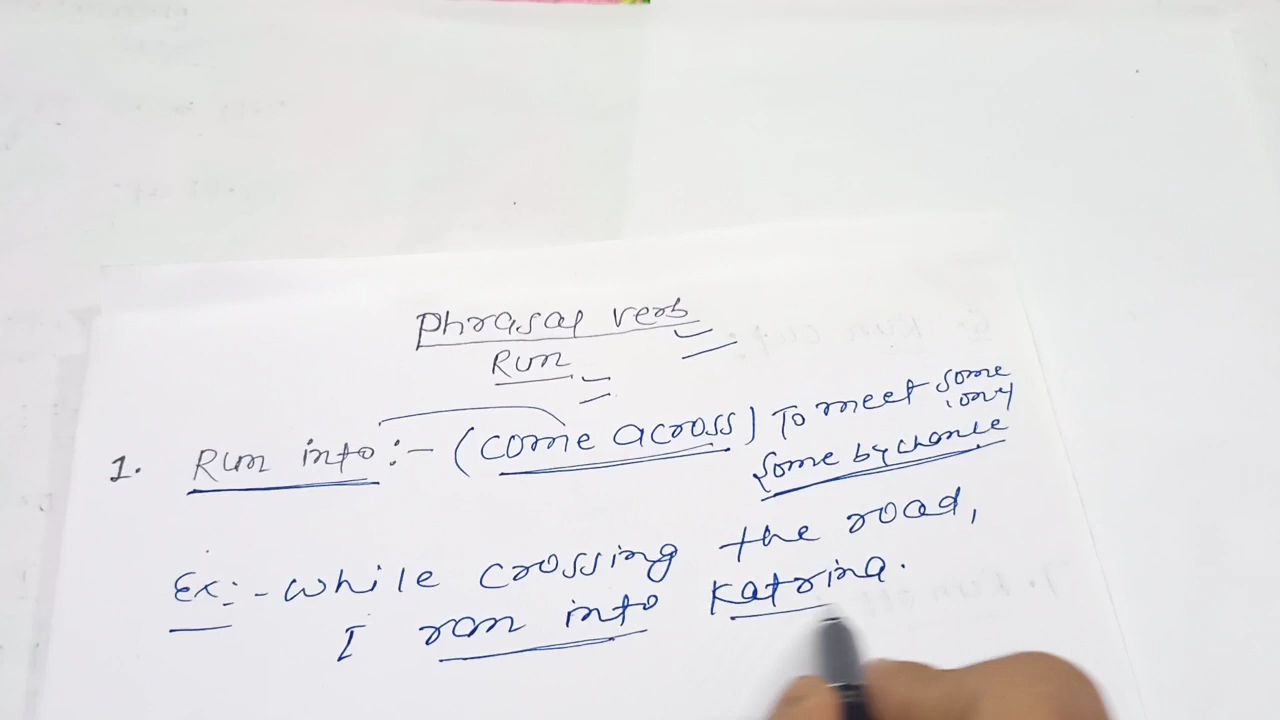 Phrasal verb
Run
1. Run into:- (come across) To meet some
some by chance
Ex:- While crossing the road,
I ran into Katrina.